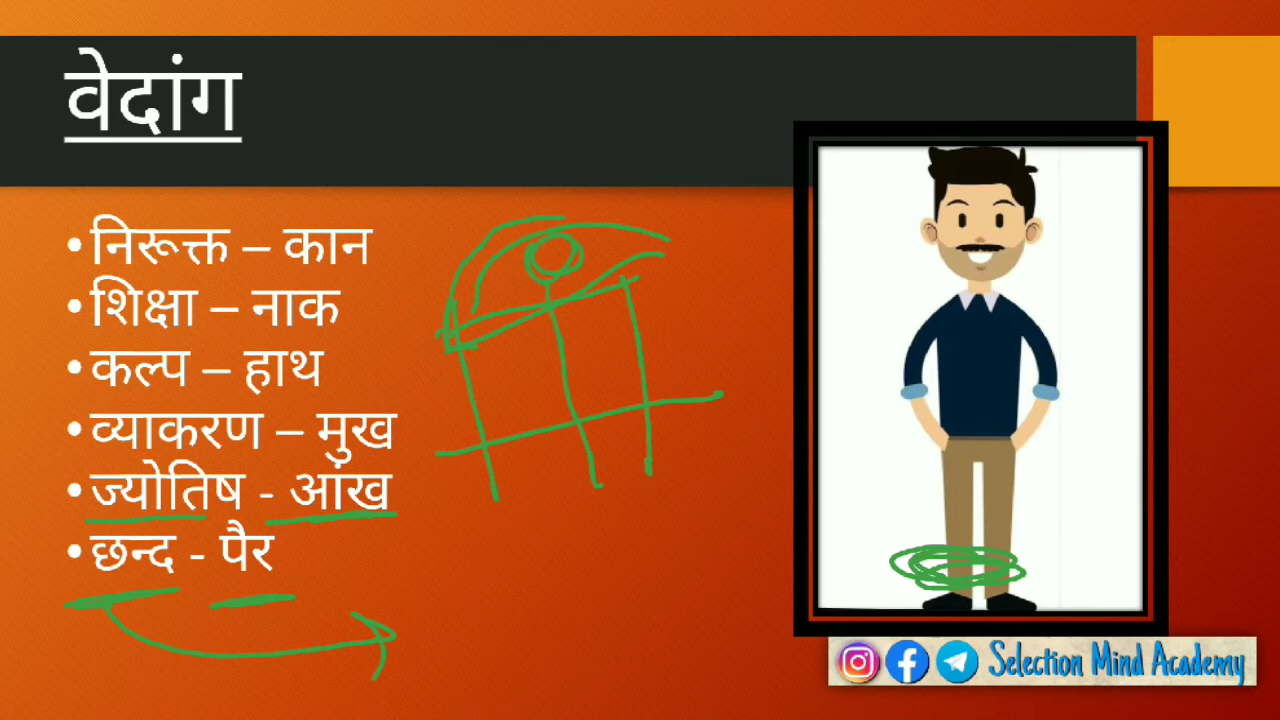 वेदांग
•निरूक्त – कान
•शिक्षा – नाक
•कल्प – हाथ
•व्याकरण – मुख
•ज्योतिष - आंख
•छन्द - पैर
Selection Mind Academy